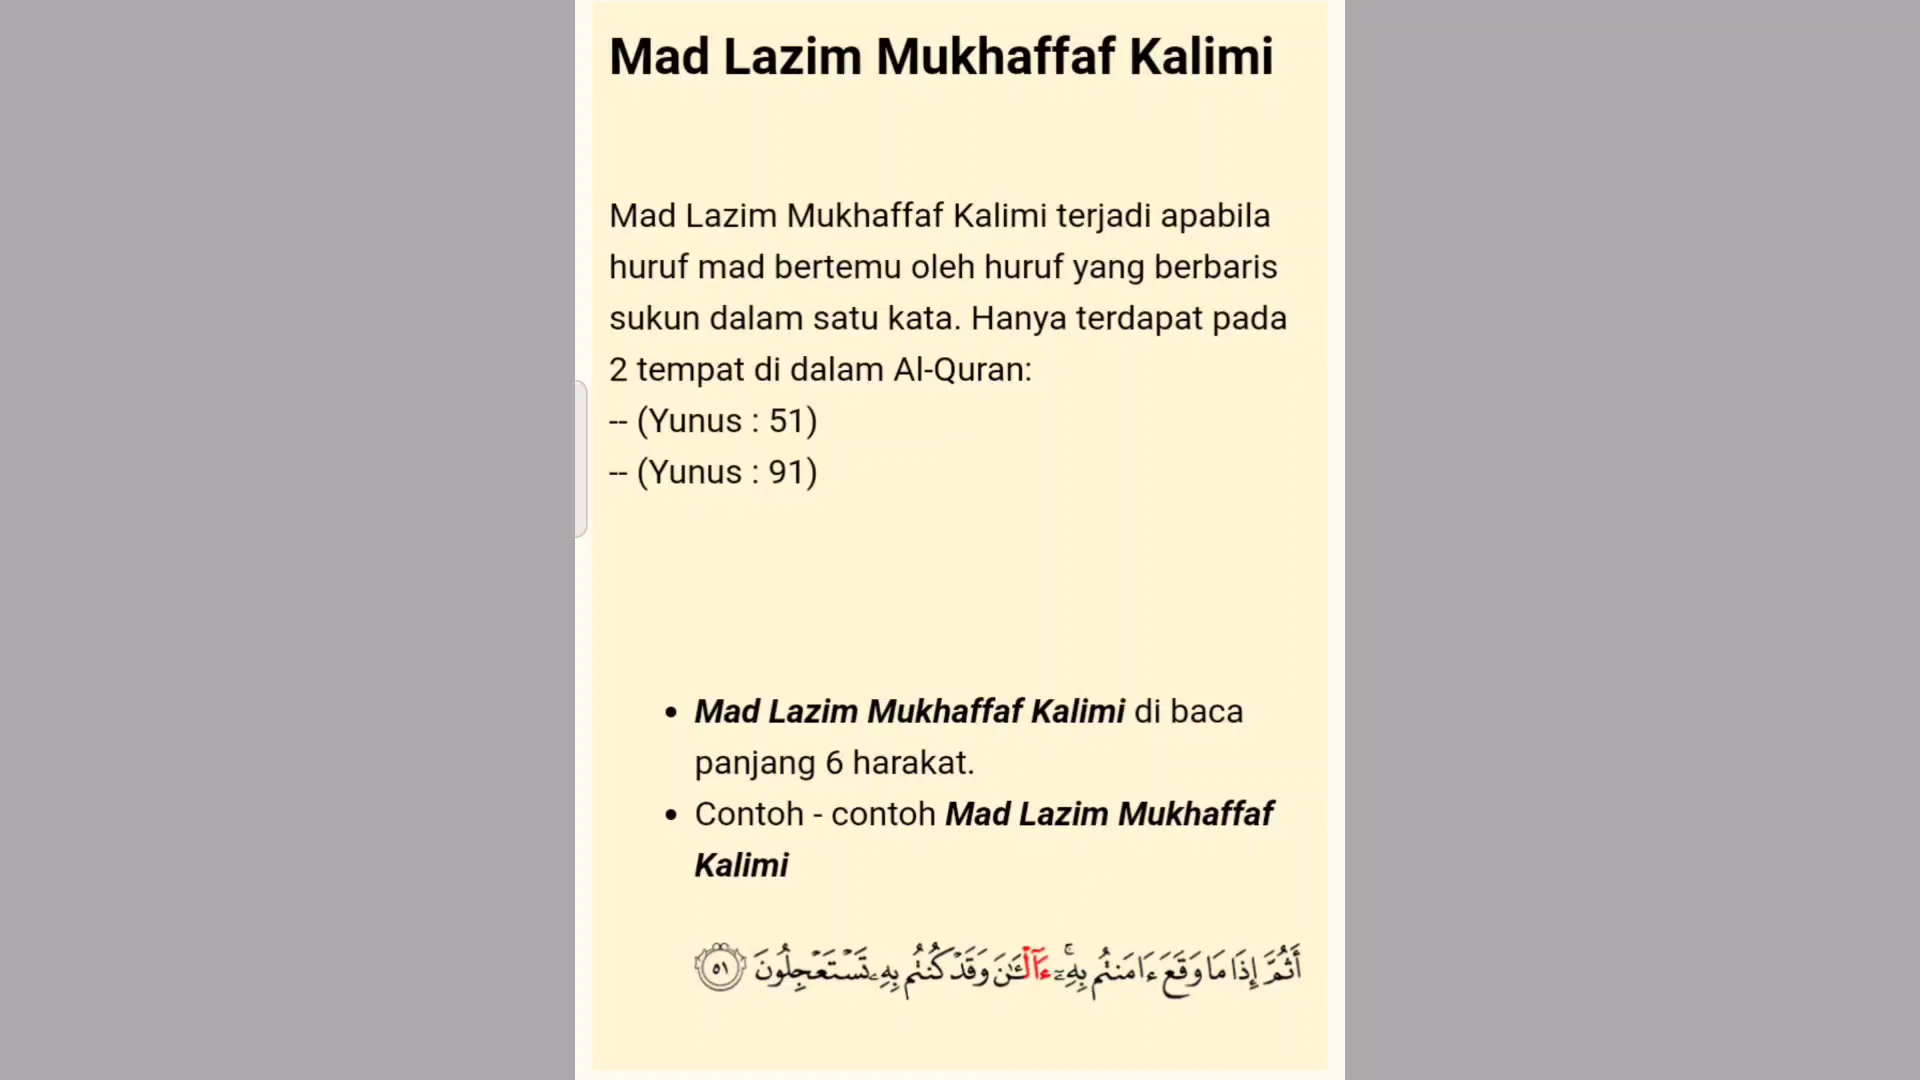 Mad Lazim Mukhaffaf Kalimi
Mad Lazim Mukhaffaf Kalimi terjadi apabila
huruf mad bertemu oleh huruf yang berbaris
sukun dalam satu kata. Hanya terdapat pada
2 tempat di dalam Al-Quran:
-- (Yunus : 51)
-- (Yunus : 91)
• Mad Lazim Mukhaffaf Kalimi di baca
panjang 6 harakat.
• Contoh - contoh Mad Lazim Mukhaffaf
Kalimi
أَثُمَّ إِذَا مَا وَقَعَ ءَامَنتُم بِهِۦٓۚ ءَآلْـَٰٔنَ وَقَدْ كُنتُم بِهِۦ تَسْتَعْجِلُونَ ٥١